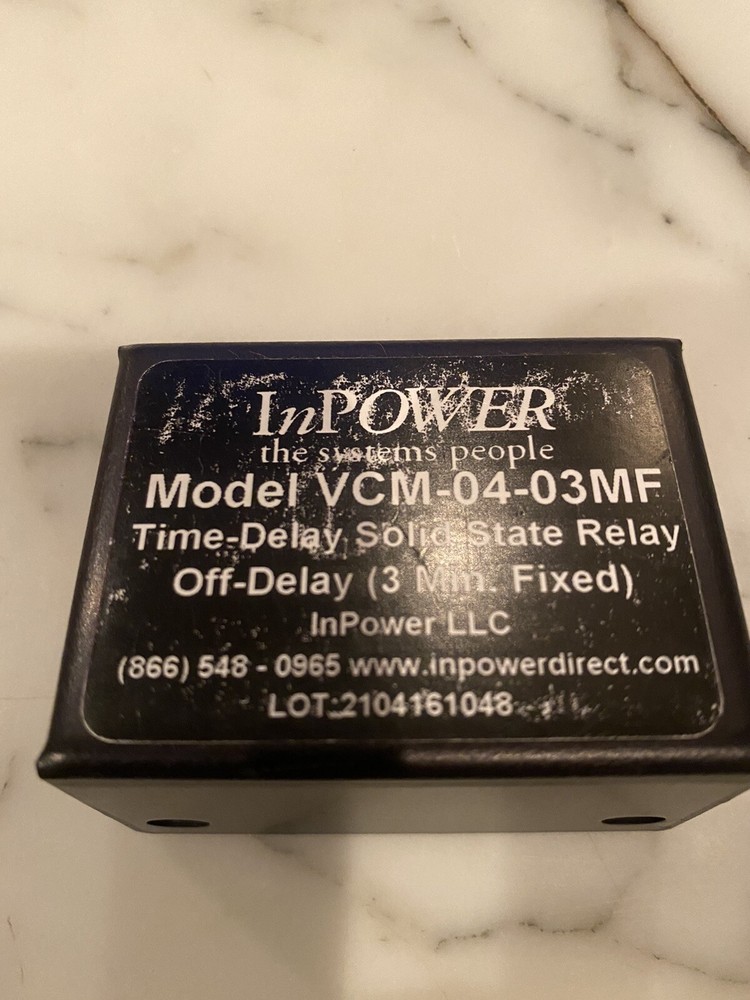 InPOWER
the systems people
Model VCM-04-03MF
Time-Delay Solid State Relay
Off-Delay (3 Min. Fixed)
InPower LLC
(866) 548 - 0965 www.inpowerdirect.com
LOT:2104161048